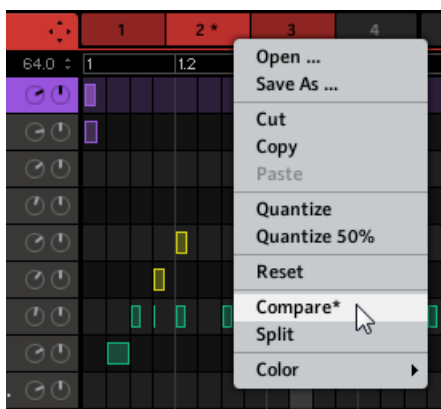 1 2* 3 4
64.0 1 1.2
Open ...
Save As ...
Cut
Copy
Paste
Quantize
Quantize 50%
Reset
Compare*
Split
Color